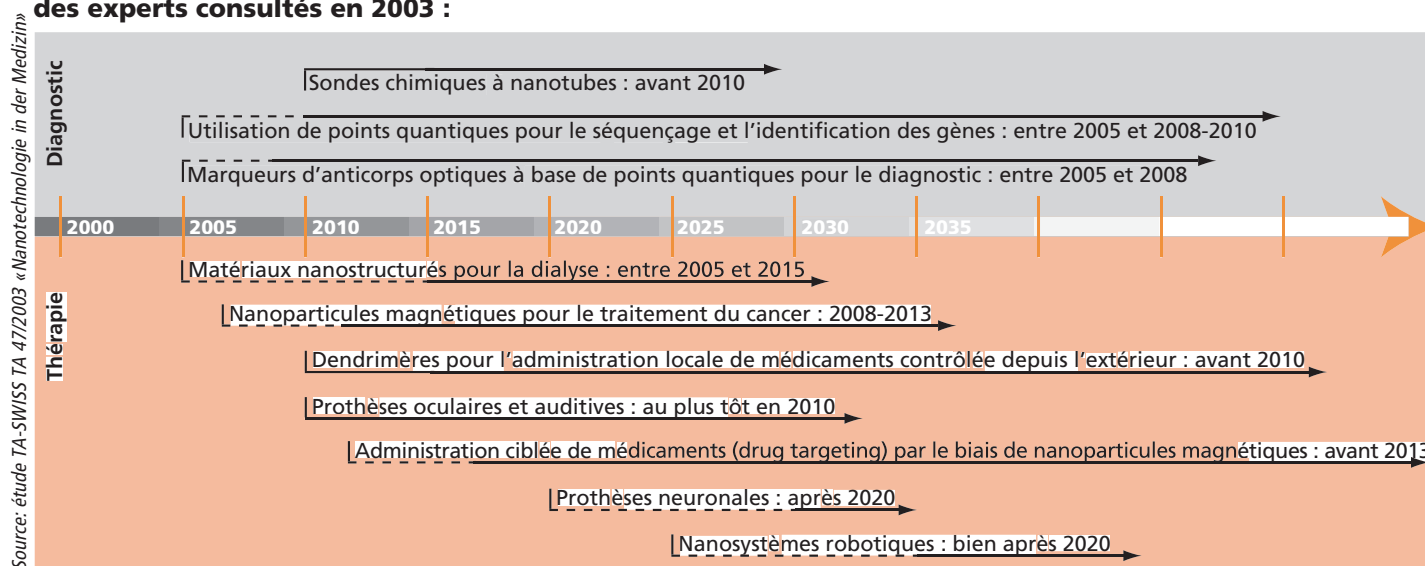 des experts consultés en 2003 :
Source: étude TA-SWISS TA 47/2003 «Nanotechnologie in der Medizin»
Diagnostic
Sondes chimiques à nanotubes : avant 2010
Utilisation de points quantiques pour le séquençage et l’identification des gènes : entre 2005 et 2008-2010
Marqueurs d’anticorps optiques à base de points quantiques pour le diagnostic : entre 2005 et 2008
2000 2005 2010 2015 2020 2025 2030 2035
Thérapie
Matériaux nanostructurés pour la dialyse : entre 2005 et 2015
Nanoparticules magnétiques pour le traitement du cancer : 2008-2013
Dendrimères pour l’administration locale de médicaments contrôlée depuis l’extérieur : avant 2010
Prothèses oculaires et auditives : au plus tôt en 2010
Administration ciblée de médicaments (drug targeting) par le biais de nanoparticules magnétiques : avant 2013
Prothèses neuronales : après 2020
Nanosystèmes robotiques : bien après 2020